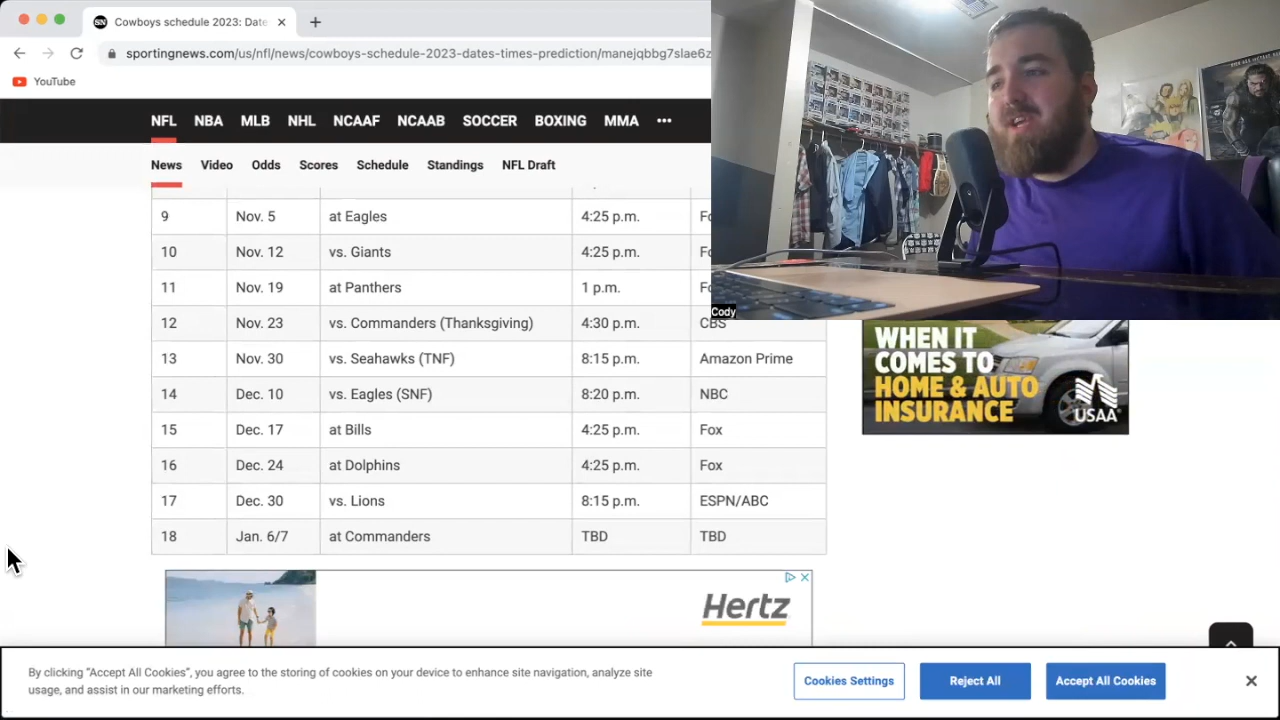 SN Cowboys schedule 2023: Date
sportingnews.com/us/nfl/news/cowboys-schedule-2023-dates-times-prediction/manejqbbg7slae6z
YouTube
NFL NBA MLB NHL NCAAF NCAAB SOCCER BOXING MMA •••
News Video Odds Scores Schedule Standings NFL Draft
9 Nov. 5 at Eagles 4:25 p.m. Fo
10 Nov. 12 vs. Giants 4:25 p.m.
11 Nov. 19 at Panthers 1 p.m.
Cody
12 Nov. 23 vs. Commanders (Thanksgiving) 4:30 p.m. CBS
13 Nov. 30 vs. Seahawks (TNF) 8:15 p.m. Amazon Prime
14 Dec. 10 vs. Eagles (SNF) 8:20 p.m. NBC
15 Dec. 17 at Bills 4:25 p.m. Fox
16 Dec. 24 at Dolphins 4:25 p.m. Fox
17 Dec. 30 vs. Lions 8:15 p.m. ESPN/ABC
18 Jan. 6/7 at Commanders TBD TBD
WHEN IT
COMES TO
HOME & AUTO
INSURANCE
USAA
Hertz
By clicking “Accept All Cookies”, you agree to the storing of cookies on your device to enhance site navigation, analyze site
usage, and assist in our marketing efforts.
Cookies Settings
Reject All
Accept All Cookies